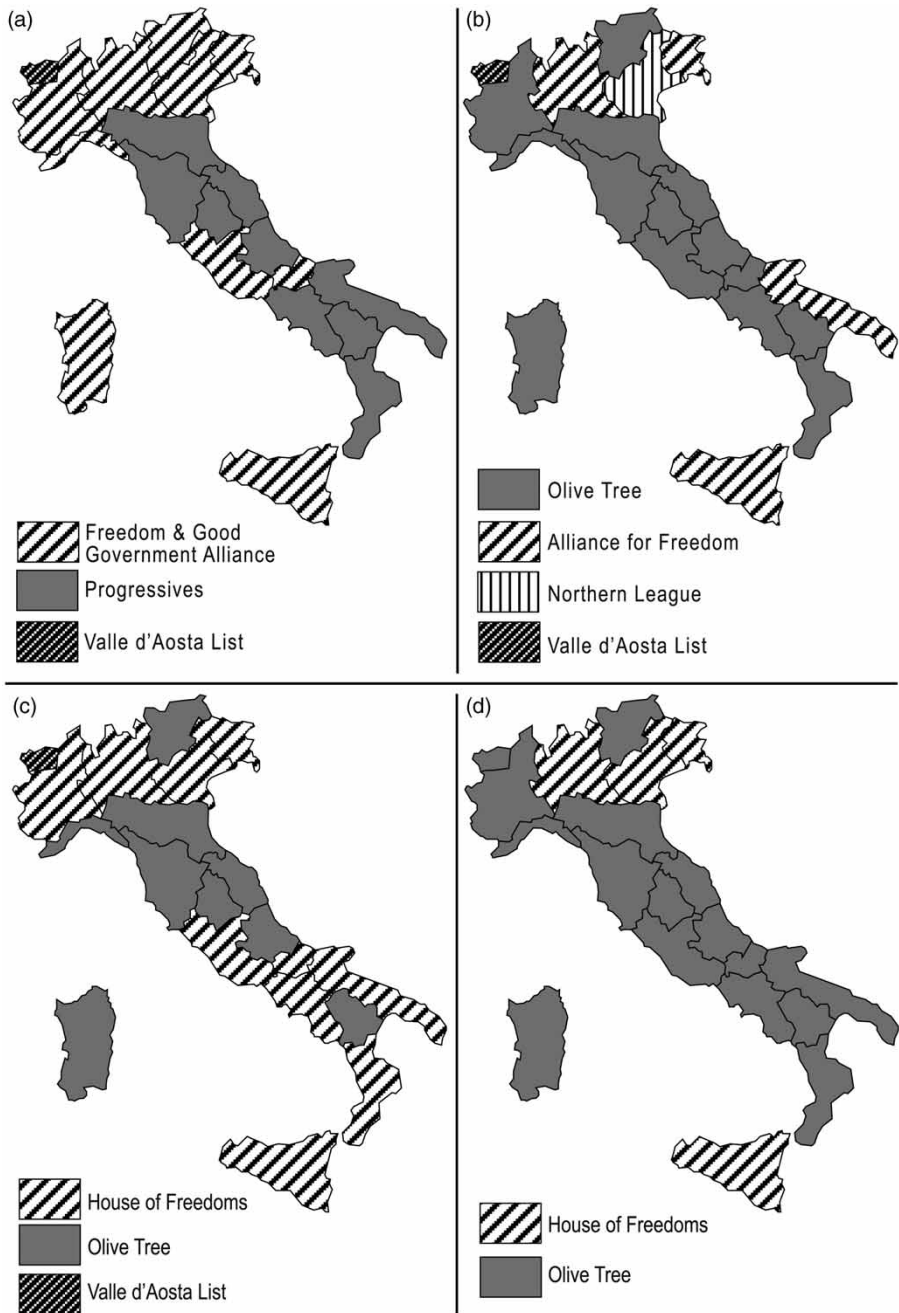 (a)
Freedom & Good
Government Alliance
Progressives
Valle d'Aosta List
(b)
Olive Tree
Alliance for Freedom
Northern League
Valle d'Aosta List
(c)
House of Freedoms
Olive Tree
Valle d'Aosta List
(d)
House of Freedoms
Olive Tree